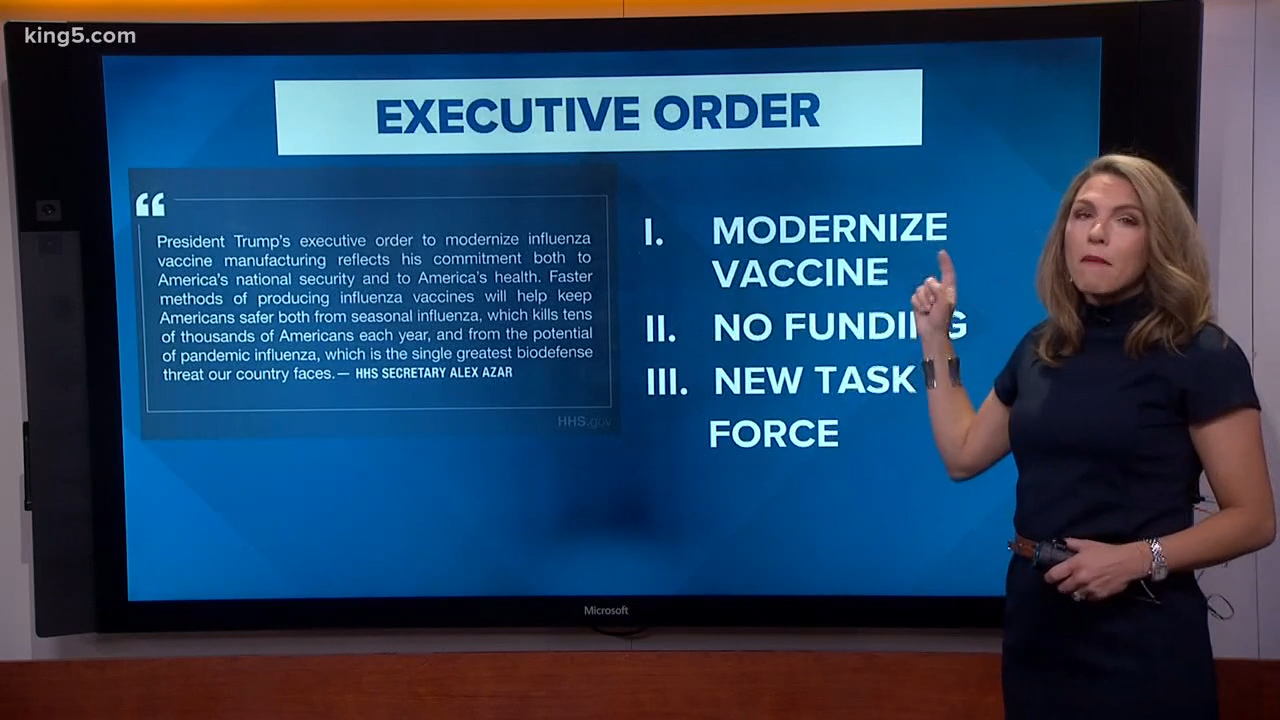 king5.com
EXECUTIVE ORDER
“
President Trump's executive order to modernize influenza
vaccine manufacturing reflects his commitment both to
America's national security and to America's health. Faster
methods of producing influenza vaccines will help keep
Americans safer both from seasonal influenza, which kills tens
of thousands of Americans each year, and from the potential
of pandemic influenza, which is the single greatest biodefense
threat our country faces.— HHS SECRETARY ALEX AZAR
HHS.gov
I. MODERNIZE
VACCINE
II. NO FUNDING
III. NEW TASK
FORCE
Microsoft